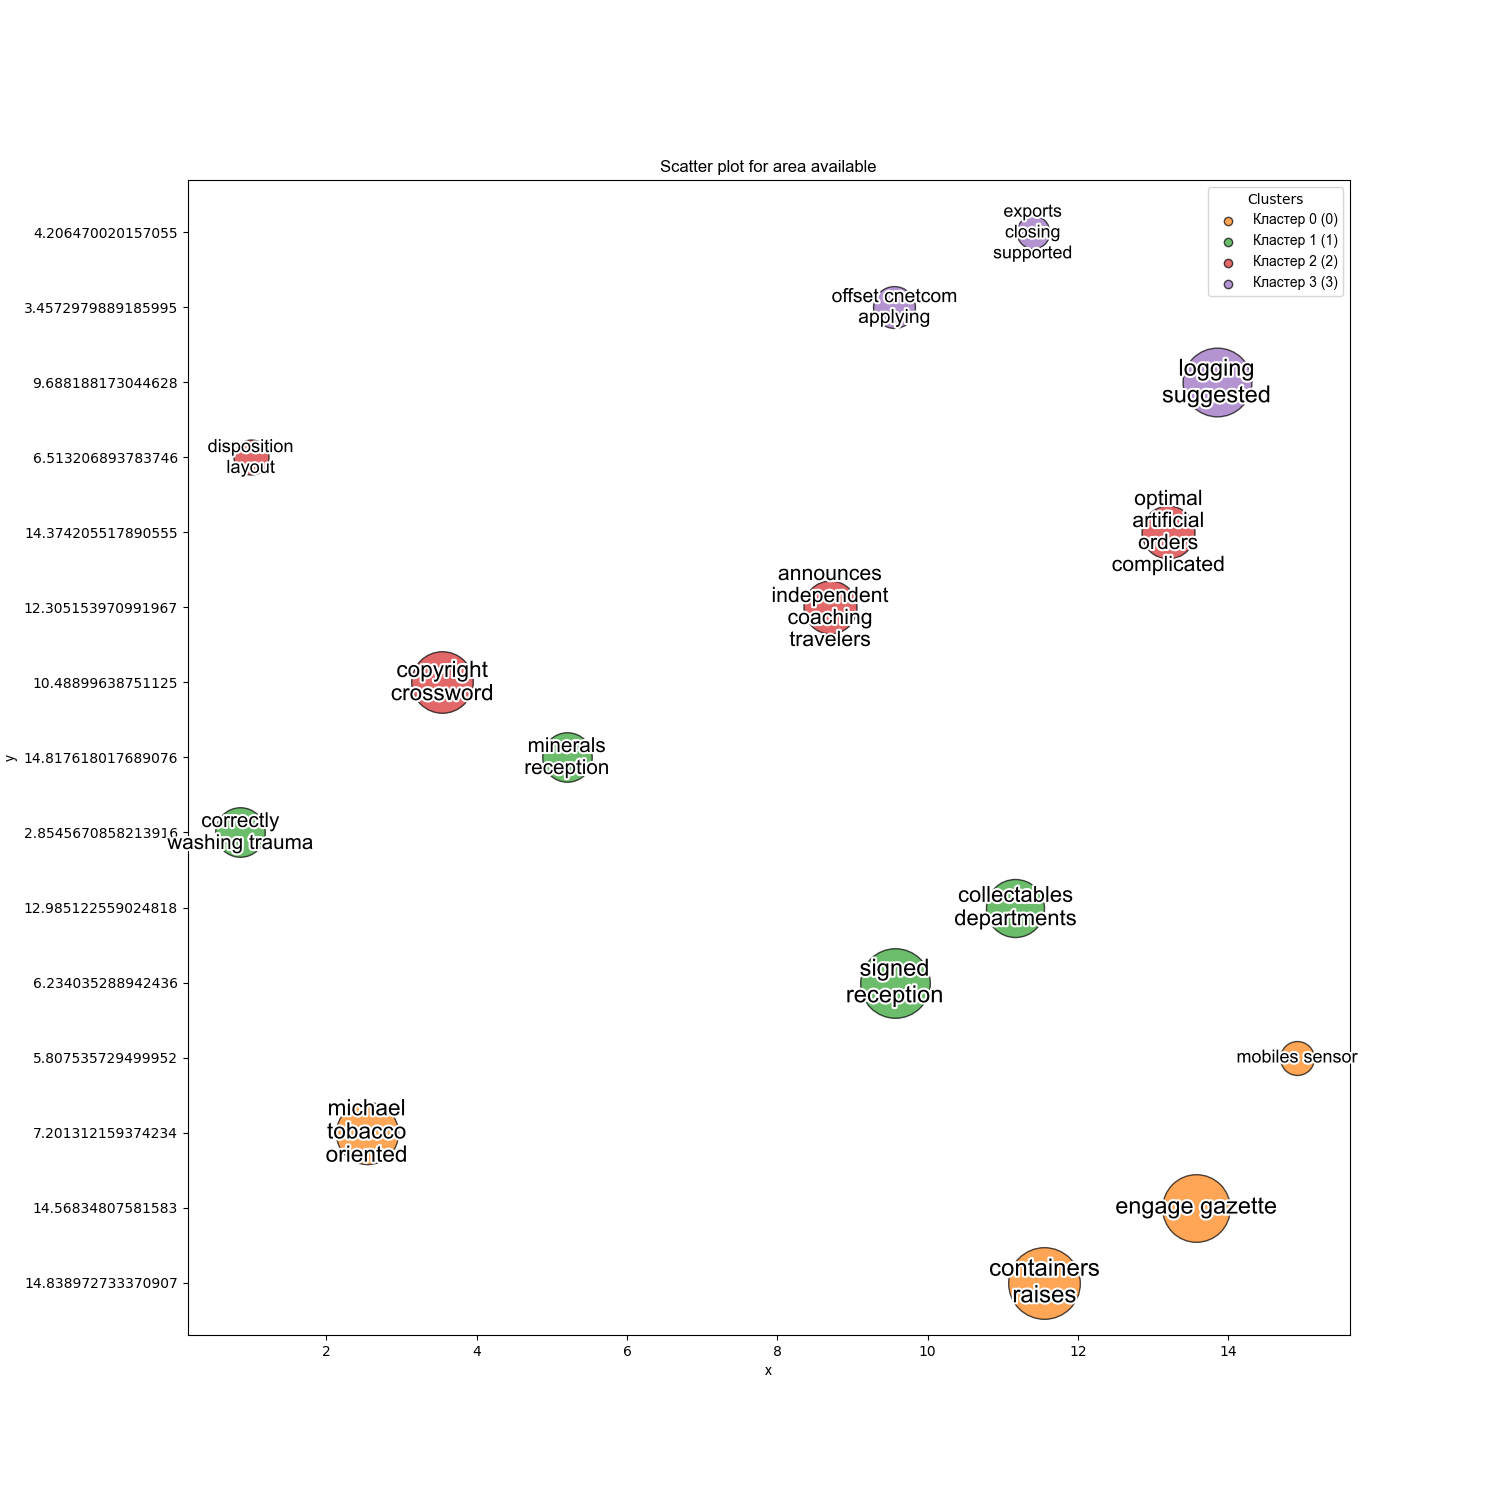 Scatter plot for area available
Clusters
Кластер 0 (0)
Кластер 1 (1)
Кластер 2 (2)
Кластер 3 (3)
4.206470020157055
3.4572979889185995
9.688188173044628
6.513206893783746
14.374205517890555
12.305153970991967
10.48899638751125
14.817618017689076
2.8545670858213916
12.985122559024818
6.234035288942436
5.807535729499952
7.201312159374234
14.56834807581583
14.838972733370907
y
exports
closing
supported
offset cnetcom
applying
logging
suggested
disposition
layout
optimal
artificial
orders
complicated
announces
independent
coaching
travelers
copyright
crossword
minerals
reception
correctly
washing trauma
collectables
departments
signed
reception
mobiles sensor
michael
tobacco
oriented
engage gazette
containers
raises
2
4
6
8
10
12
14
x